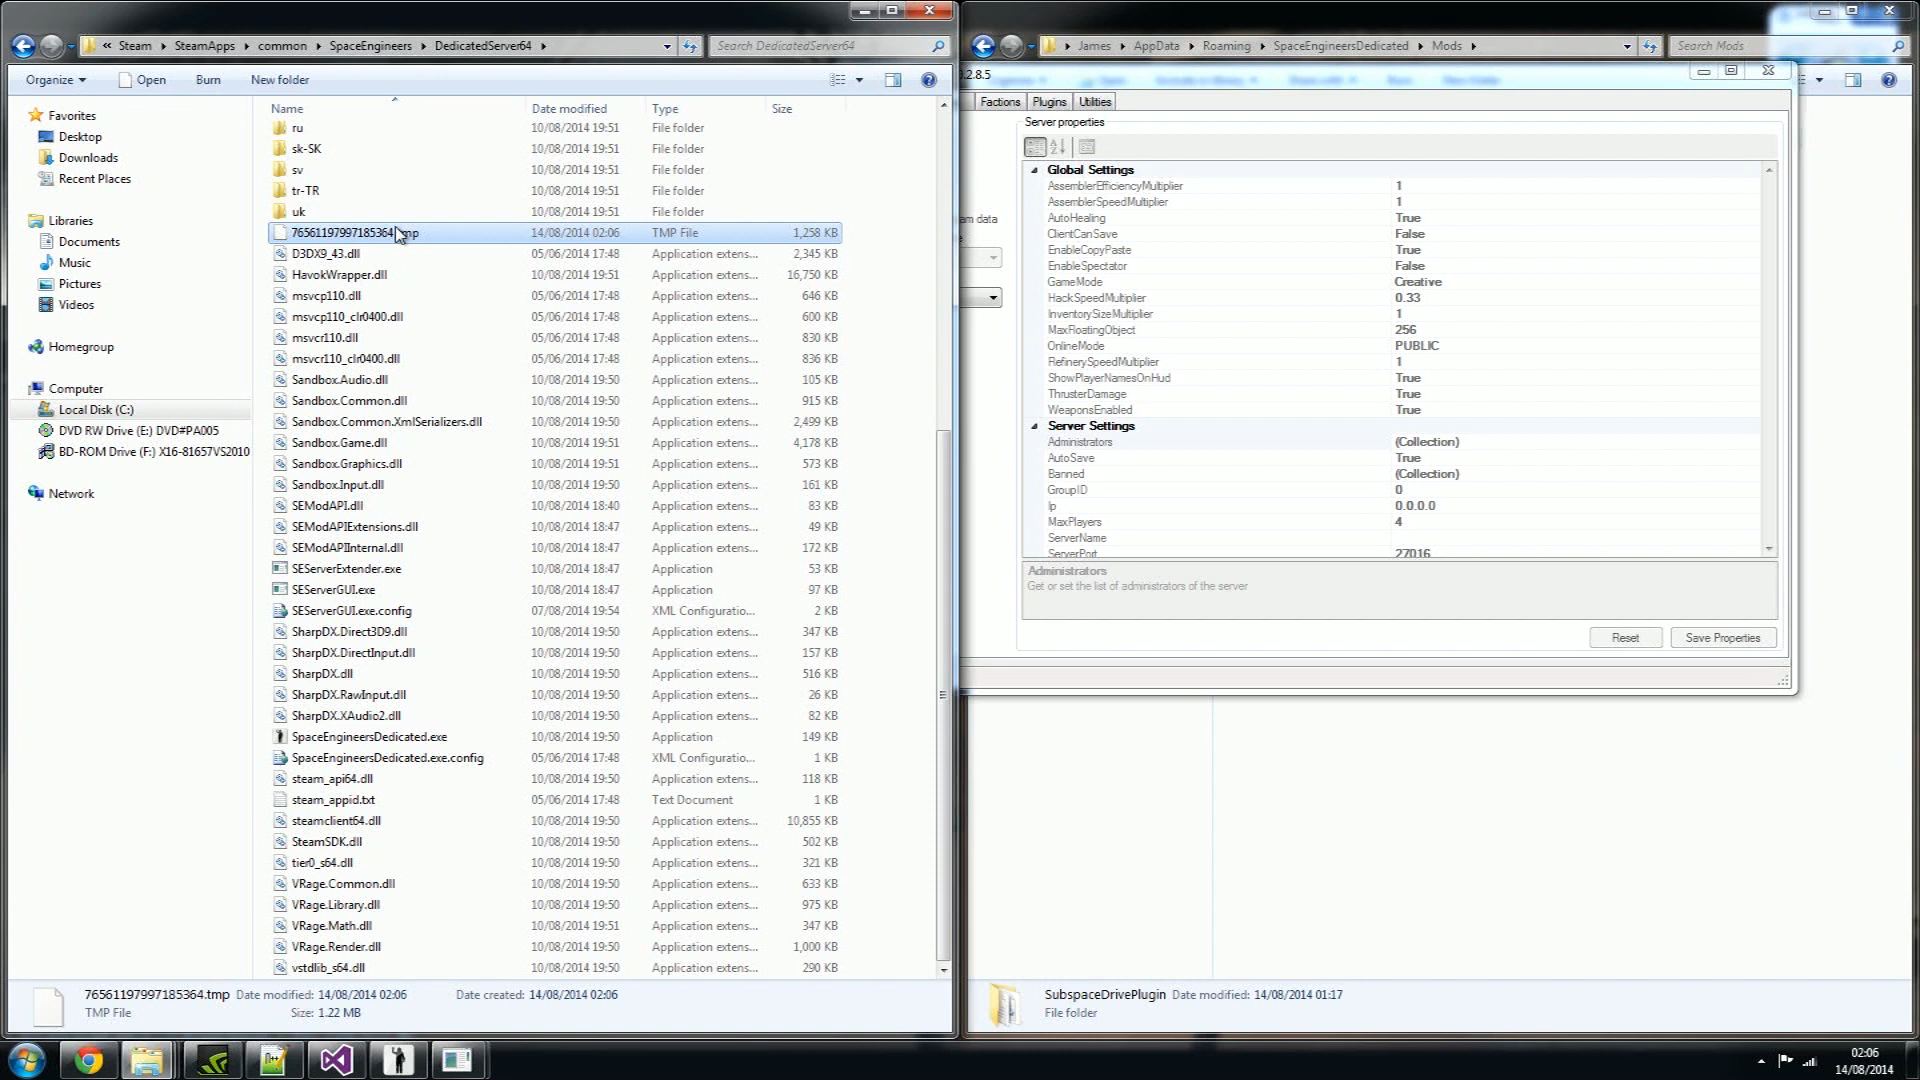 « Steam ▸ SteamApps ▸ common ▸ SpaceEngineers ▸ DedicatedServer64 ▸
Search DedicatedServer64
Organize
Open
Burn
New folder
Favorites
Desktop
Downloads
Recent Places
Libraries
Documents
Music
Pictures
Videos
Homegroup
Computer
Local Disk (C:)
DVD RW Drive (E:) DVD#PA005
BD-ROM Drive (F:) X16-81657VS2010
Network
Name Date modified Type Size
ru 10/08/2014 19:51 File folder
sk-SK 10/08/2014 19:51 File folder
sv 10/08/2014 19:51 File folder
tr-TR 10/08/2014 19:51 File folder
uk 10/08/2014 19:51 File folder
76561197997185364.tmp 14/08/2014 02:06 TMP File 1,258 KB
D3DX9_43.dll 05/06/2014 17:48 Application extens... 2,345 KB
HavokWrapper.dll 10/08/2014 19:51 Application extens... 16,750 KB
msvcp110.dll 05/06/2014 17:48 Application extens... 646 KB
msvcp110_clr0400.dll 05/06/2014 17:48 Application extens... 600 KB
msvcr110.dll 05/06/2014 17:48 Application extens... 830 KB
msvcr110_clr0400.dll 05/06/2014 17:48 Application extens... 836 KB
Sandbox.Audio.dll 10/08/2014 19:50 Application extens... 105 KB
Sandbox.Common.dll 10/08/2014 19:50 Application extens... 915 KB
Sandbox.Common.XmlSerializers.dll 10/08/2014 19:50 Application extens... 2,499 KB
Sandbox.Game.dll 10/08/2014 19:51 Application extens... 4,178 KB
Sandbox.Graphics.dll 10/08/2014 19:51 Application extens... 573 KB
Sandbox.Input.dll 10/08/2014 19:50 Application extens... 161 KB
SEModAPI.dll 10/08/2014 18:40 Application extens... 83 KB
SEModAPIExtensions.dll 10/08/2014 18:47 Application extens... 49 KB
SEModAPIInternal.dll 10/08/2014 18:47 Application extens... 172 KB
SEServerExtender.exe 10/08/2014 18:47 Application 53 KB
SEServerGUI.exe 10/08/2014 18:47 Application 97 KB
SEServerGUI.exe.config 07/08/2014 19:54 XML Configuratio... 2 KB
SharpDX.Direct3D9.dll 10/08/2014 19:50 Application extens... 347 KB
SharpDX.DirectInput.dll 10/08/2014 19:50 Application extens... 157 KB
SharpDX.dll 10/08/2014 19:50 Application extens... 516 KB
SharpDX.RawInput.dll 10/08/2014 19:50 Application extens... 26 KB
SharpDX.XAudio2.dll 10/08/2014 19:50 Application extens... 82 KB
SpaceEngineersDedicated.exe 10/08/2014 19:50 Application 149 KB
SpaceEngineersDedicated.exe.config 05/06/2014 17:48 XML Configuratio... 1 KB
steam_api64.dll 10/08/2014 19:50 Application extens... 118 KB
steam_appid.txt 05/06/2014 17:48 Text Document 1 KB
steamclient64.dll 10/08/2014 19:50 Application extens... 10,855 KB
SteamSDK.dll 10/08/2014 19:50 Application extens... 502 KB
tier0_s64.dll 10/08/2014 19:50 Application extens... 321 KB
VRage.Common.dll 10/08/2014 19:50 Application extens... 633 KB
VRage.Library.dll 10/08/2014 19:50 Application extens... 975 KB
VRage.Math.dll 10/08/2014 19:51 Application extens... 347 KB
VRage.Render.dll 10/08/2014 19:50 Application extens... 1,000 KB
vstdlib_s64.dll 10/08/2014 19:50 Application extens... 290 KB
76561197997185364.tmp Date modified: 14/08/2014 02:06 Date created: 14/08/2014 02:06
TMP File Size: 1.22 MB
▸ James ▸ AppData ▸ Roaming ▸ SpaceEngineersDedicated ▸ Mods ▸
Search Mods
.2.8.5
Factions Plugins Utilities
am data
Server properties
Global Settings
AssemblerEfficiencyMultiplier 1
AssemblerSpeedMultiplier 1
AutoHealing True
ClientCanSave False
EnableCopyPaste True
EnableSpectator False
GameMode Creative
HackSpeedMultiplier 0.33
InventorySizeMultiplier 1
MaxFloatingObject 256
OnlineMode PUBLIC
RefinerySpeedMultiplier 1
ShowPlayerNamesOnHud True
ThrusterDamage True
WeaponsEnabled True
Server Settings
Administrators (Collection)
AutoSave True
Banned (Collection)
GroupID 0
Ip 0.0.0.0
MaxPlayers 4
ServerName
ServerPort 27016
Administrators
Get or set the list of administrators of the server
Reset
Save Properties
SubspaceDrivePlugin Date modified: 14/08/2014 01:17
File folder
02:06
14/08/2014